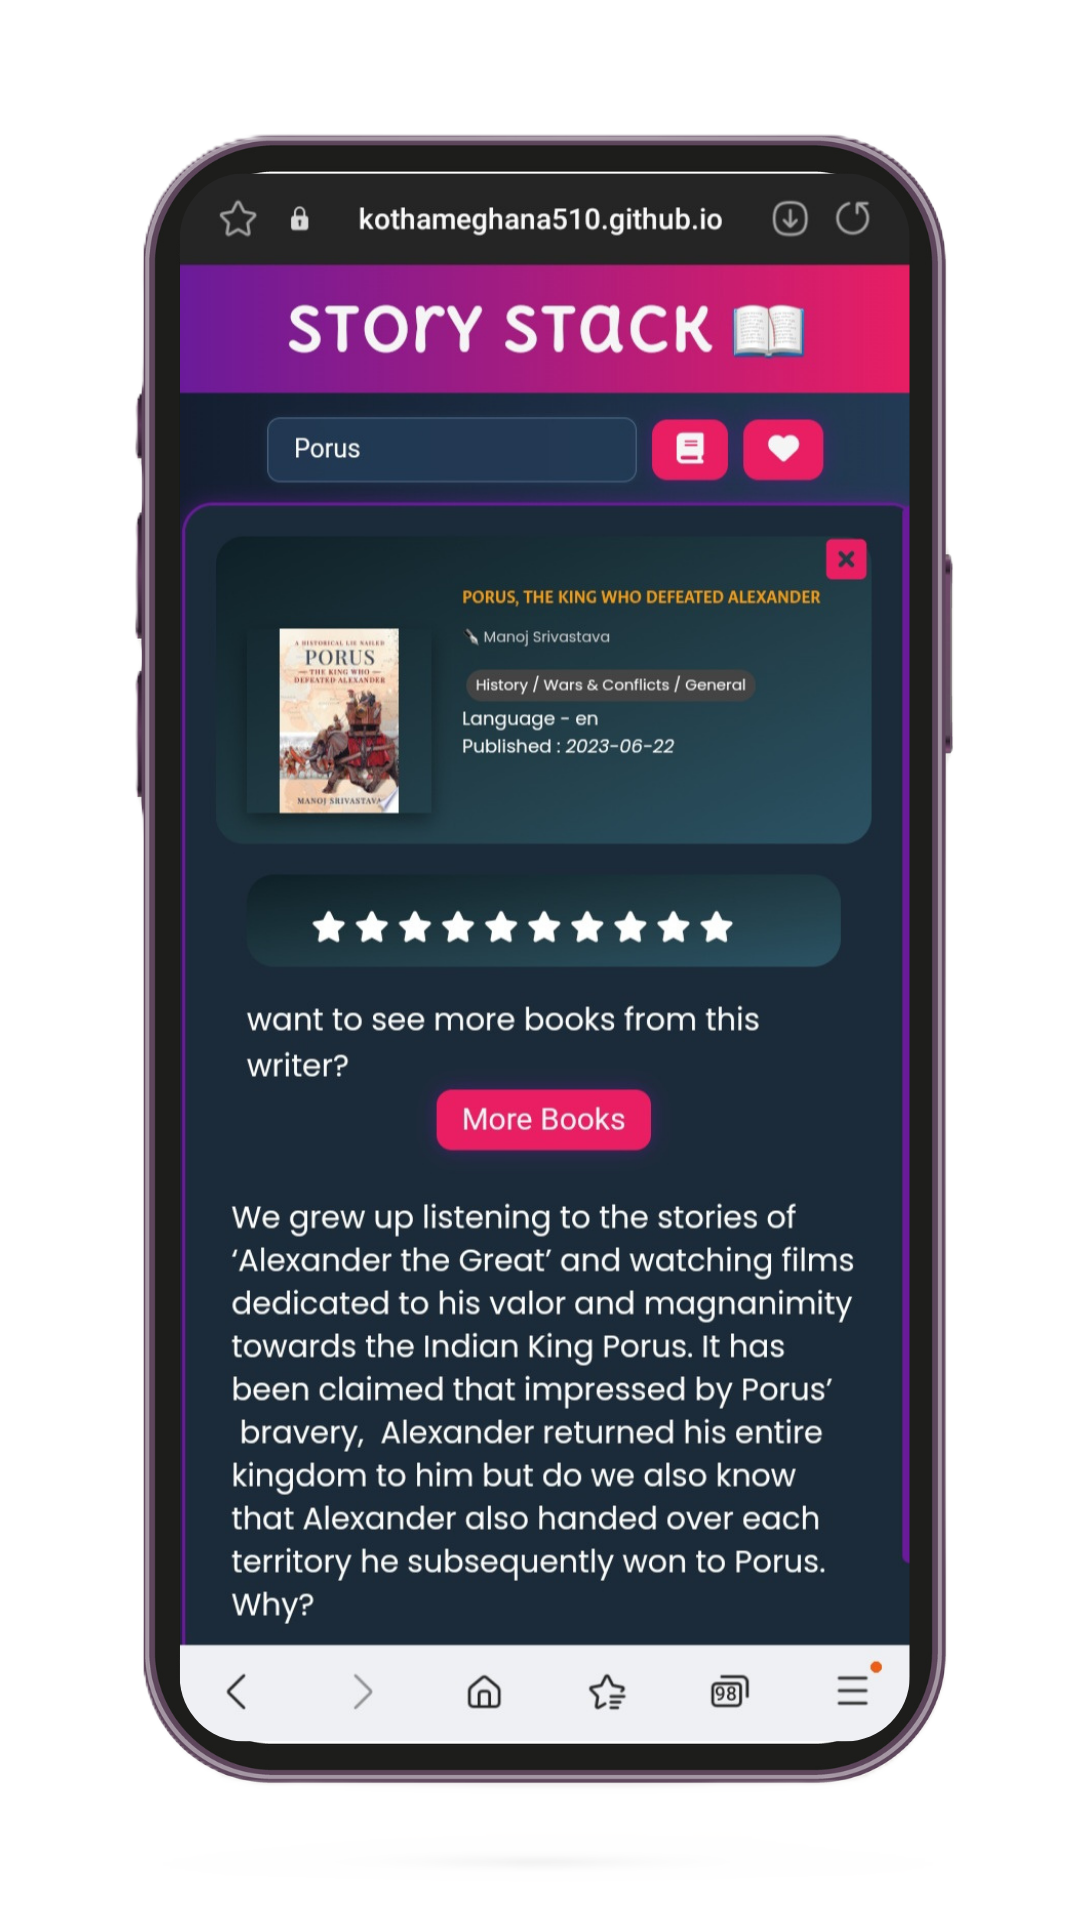 kothameghana510.github.io
STORY STACK
Porus
PORUS, THE KING WHO DEFEATED ALEXANDER
Manoj Srivastava
A HISTORICAL LIE NAILED
PORUS
THE KING WHO
DEFEATED ALEXANDER
MANOJ SRIVASTAVA
History / Wars & Conflicts / General
Language - en
Published : 2023-06-22
want to see more books from this
writer?
More Books
We grew up listening to the stories of
‘Alexander the Great’ and watching films
dedicated to his valor and magnanimity
towards the Indian King Porus. It has
been claimed that impressed by Porus’
bravery,  Alexander returned his entire
kingdom to him but do we also know
that Alexander also handed over each
territory he subsequently won to Porus.
Why?
98